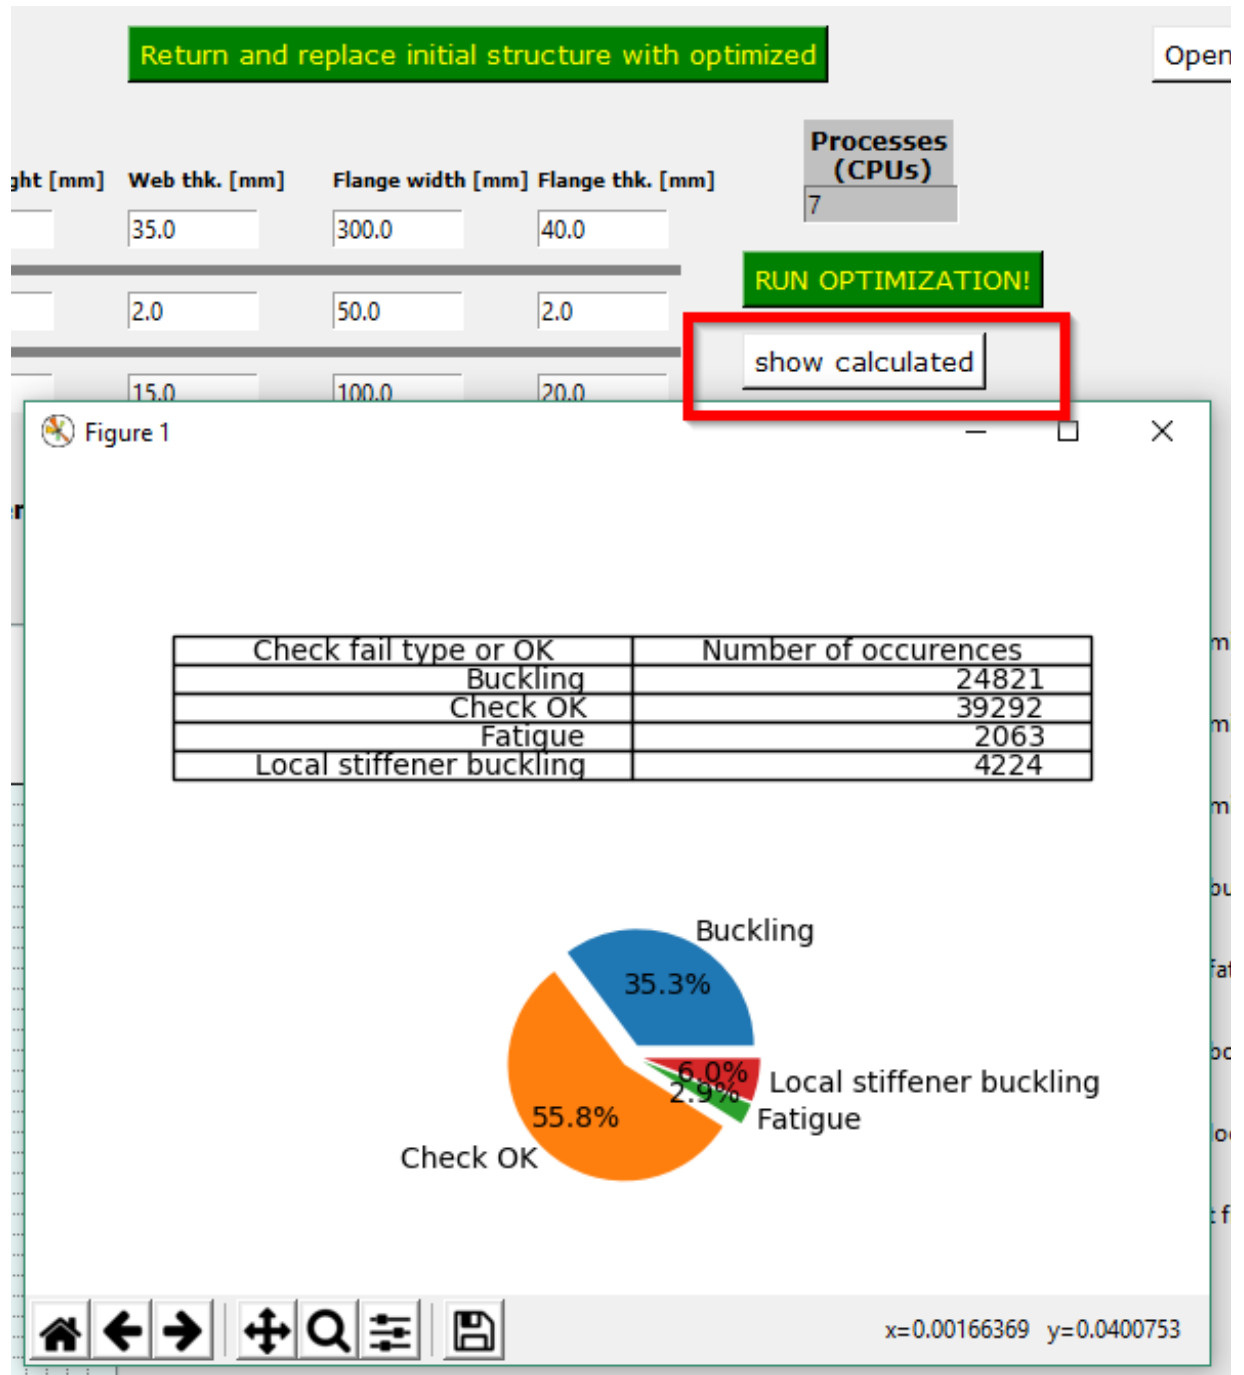 Return and replace initial structure with optimized
Open
Processes
(CPUs)
ght [mm] Web thk. [mm] Flange width [mm] Flange thk. [mm]
7
35.0 300.0 40.0
RUN OPTIMIZATION!
2.0 50.0 2.0
show calculated
15.0 100.0 20.0
Figure 1
Check fail type or OK Number of occurences
Buckling 24821
Check OK 39292
Fatigue 2063
Local stiffener buckling 4224
Buckling
35.3%
6.0%
2.9%
Local stiffener buckling
Fatigue
55.8%
Check OK
x=0.00166369 y=0.0400753